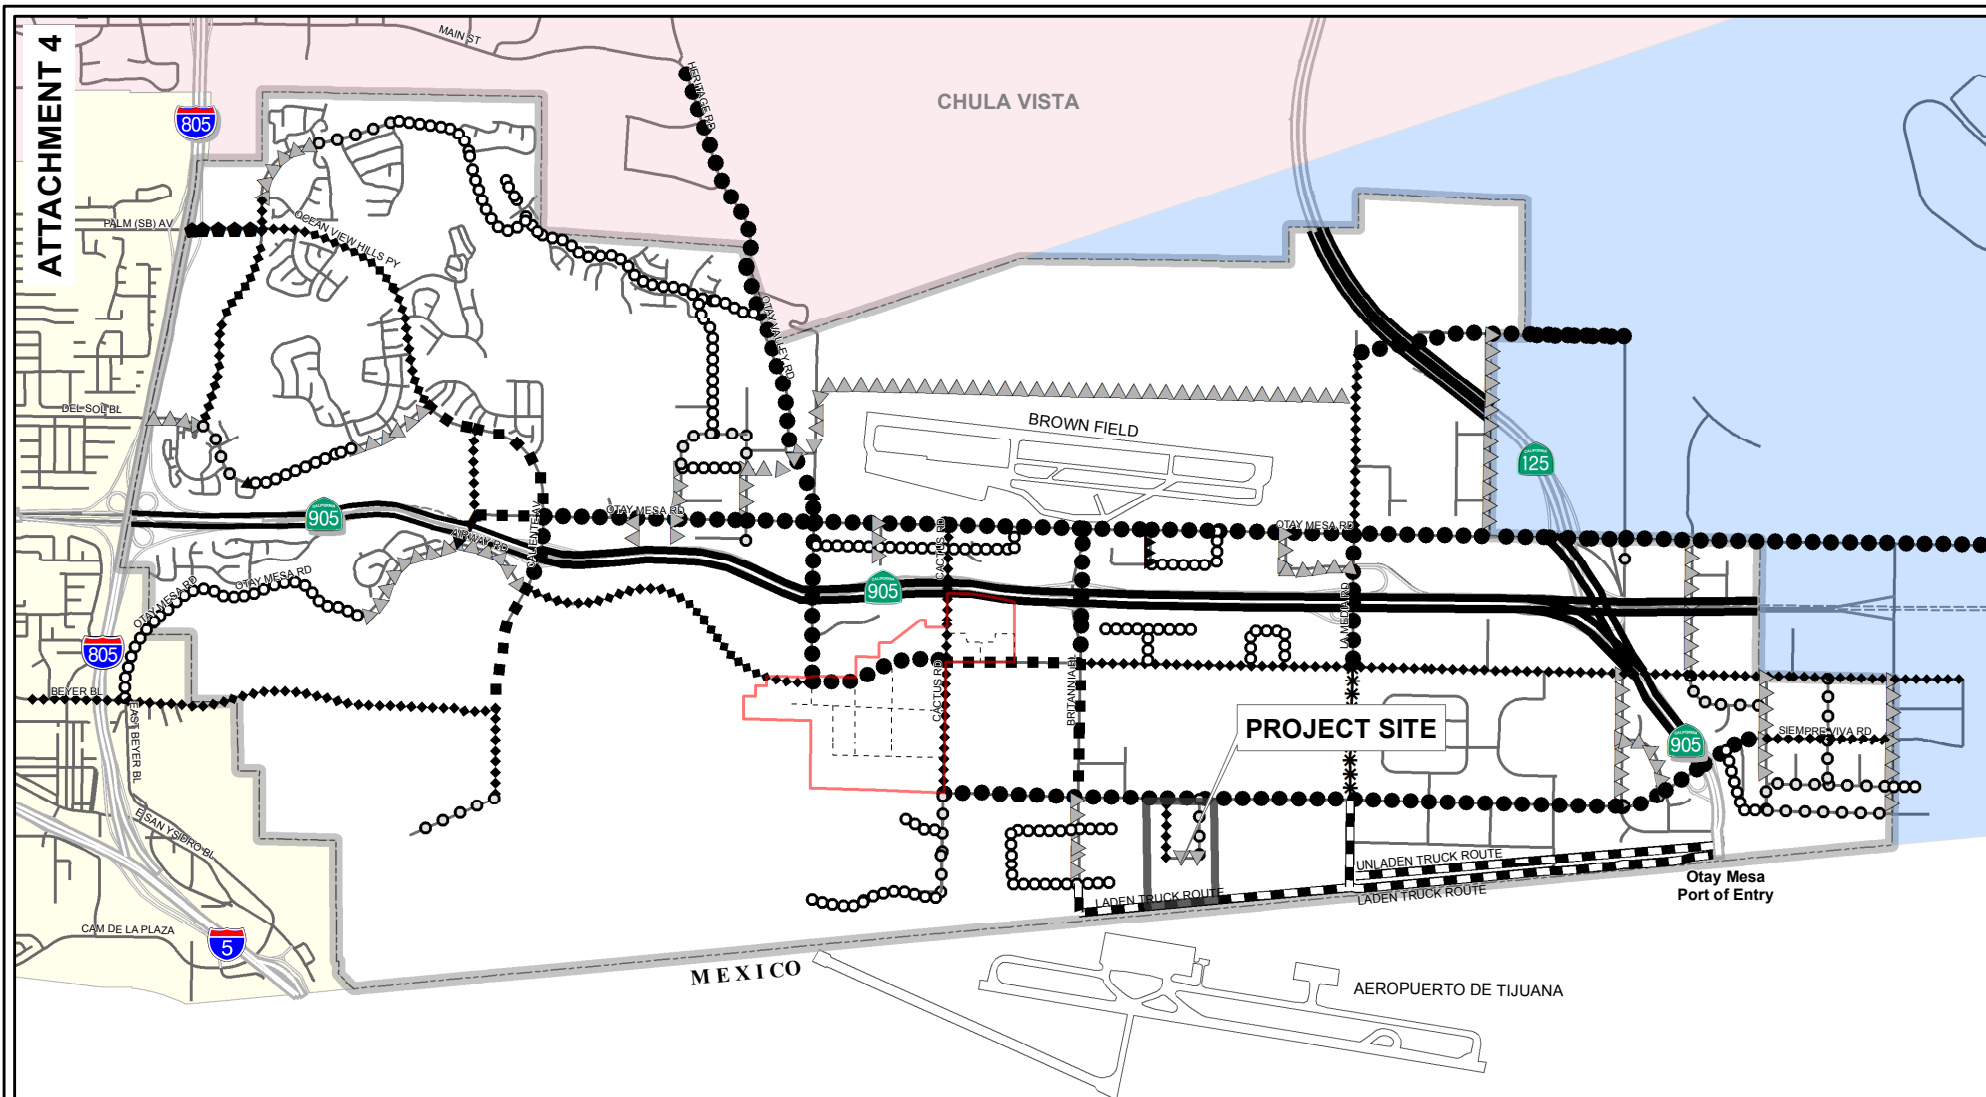 ATTACHMENT 4
MAIN ST
HERITAGE RD
CHULA VISTA
805
PALM (SB) AV
OCEAN VIEW HILLS PY
OTAY VALLEY RD
DEL SOL BL
BROWN FIELD
CALIFORNIA
125
CALIFORNIA
905
OTAY MESA RD
OTAY MESA RD
AIRWAY RD
CALIENTE AV
CACTUS RD
CALIFORNIA
905
OTAY MESA RD
OTAY MESA RD
LA MEDIA RD
805
BEYER BL
EAST BEYER BL
CACTUS RD
BRITANNIA BL
PROJECT SITE
CALIFORNIA
905
SIEMPRE VIVA RD
E SAN YSIDRO BL
UNLADEN TRUCK ROUTE
LADEN TRUCK ROUTE
LADEN TRUCK ROUTE
Otay Mesa
Port of Entry
CAM DE LA PLAZA
5
MEXICO
AEROPUERTO DE TIJUANA